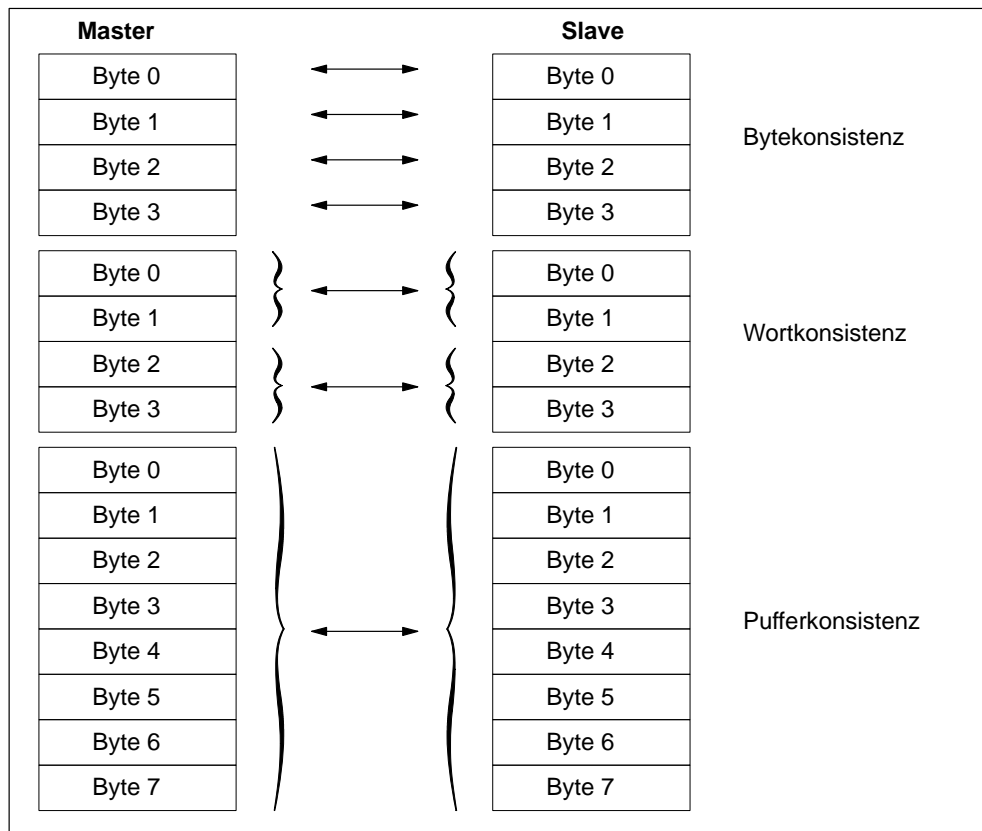 Master Slave
Byte 0 Byte 0
Byte 1 Byte 1
Byte 2 Byte 2
Byte 3 Byte 3
Bytekonsistenz
Byte 0 Byte 0
Byte 1 Byte 1
Byte 2 Byte 2
Byte 3 Byte 3
Wortkonsistenz
Byte 0 Byte 0
Byte 1 Byte 1
Byte 2 Byte 2
Byte 3 Byte 3
Byte 4 Byte 4
Byte 5 Byte 5
Byte 6 Byte 6
Byte 7 Byte 7
Pufferkonsistenz